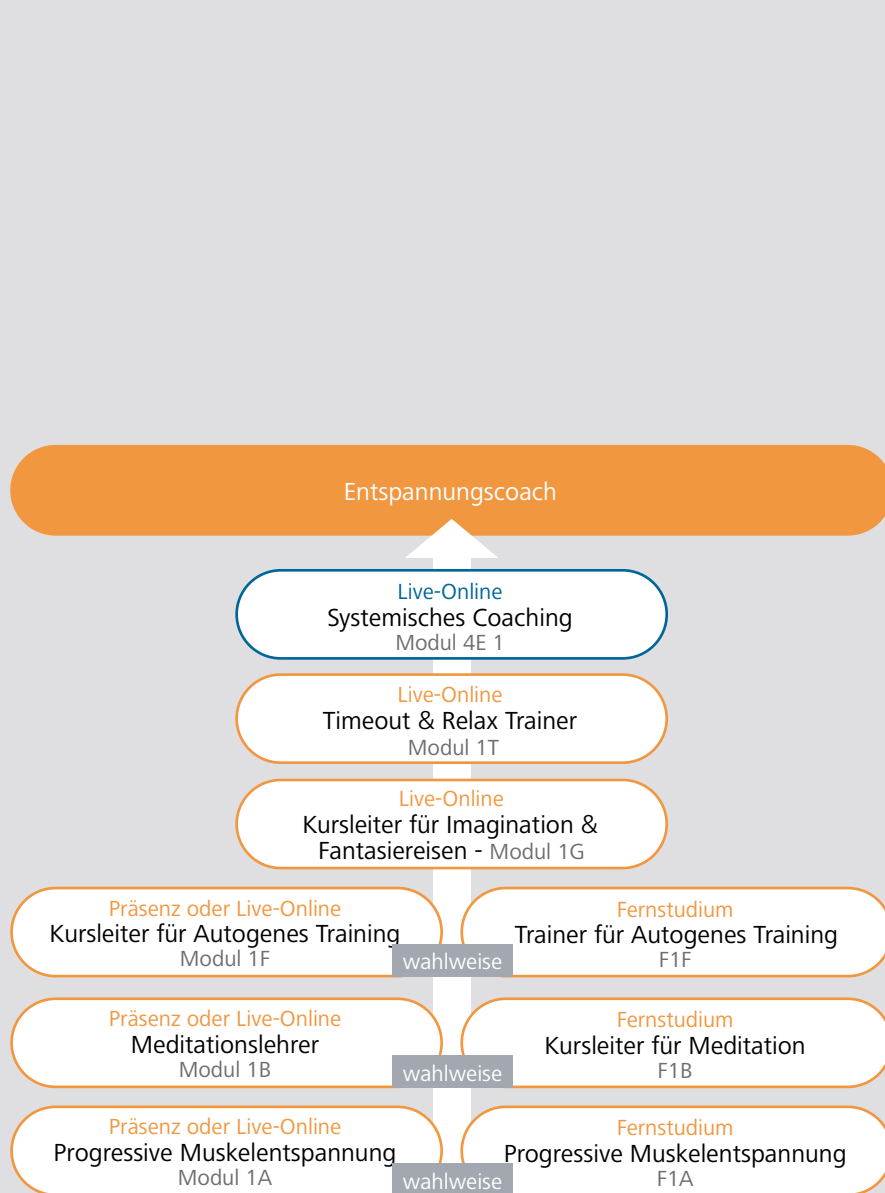 Entspannungscoach
Live-Online
Systemisches Coaching
Modul 4E 1
Live-Online
Timeout & Relax Trainer
Modul 1T
Live-Online
Kursleiter für Imagination &
Fantasiereisen - Modul 1G
Präsenz oder Live-Online
Kursleiter für Autogenes Training
Modul 1F
wahlweise
Fernstudium
Trainer für Autogenes Training
F1F
Präsenz oder Live-Online
Meditationslehrer
Modul 1B
wahlweise
Fernstudium
Kursleiter für Meditation
F1B
Präsenz oder Live-Online
Progressive Muskelentspannung
Modul 1A
wahlweise
Fernstudium
Progressive Muskelentspannung
F1A